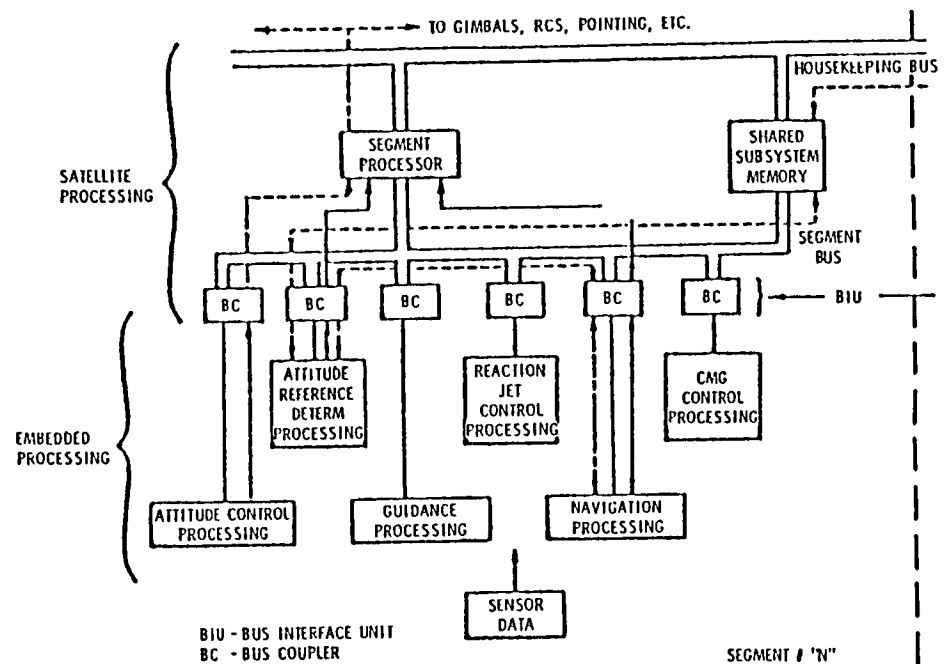 TO GIMBALS, RCS, POINTING, ETC.
HOUSEKEEPING BUS
SEGMENT
PROCESSOR
SHARED
SUBSYSTEM
MEMORY
SATELLITE
PROCESSING
SEGMENT
BUS
BC
BC
BC
BC
BC
BC
BIU
ATTITUDE
REFERENCE
DETERM
PROCESSING
REACTION
JET
CONTROL
PROCESSING
CMG
CONTROL
PROCESSING
EMBEDDED
PROCESSING
ATTITUDE CONTROL
PROCESSING
GUIDANCE
PROCESSING
NAVIGATION
PROCESSING
SENSOR
DATA
BIU - BUS INTERFACE UNIT
BC - BUS COUPLER
SEGMENT # "N"